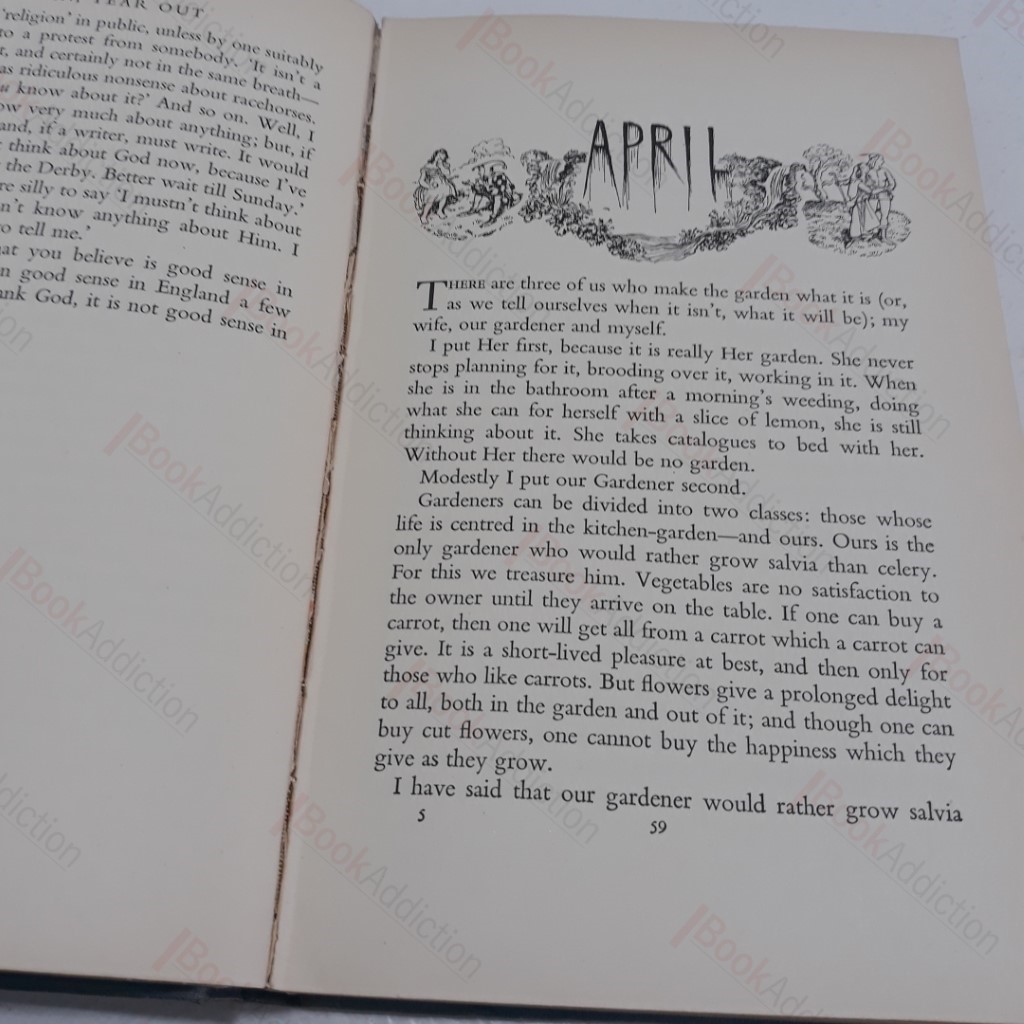 YEAR OUT
'religion' in public, unless by one suitably
to a protest from somebody. 'It isn't a
and certainly not in the same breath—
as ridiculous nonsense about racehorses.
know about it?' And so on. Well, I
very much about anything; but, if
and, if a writer, must write. It would
think about God now, because I've
the Derby. Better wait till Sunday.'
silly to say 'I mustn't think about
know anything about Him. I
to tell me.'
you believe is good sense in
good sense in England a few
God, it is not good sense in
APRIL
THERE are three of us who make the garden what it is (or,
as we tell ourselves when it isn't, what it will be); my
wife, our gardener and myself.
I put Her first, because it is really Her garden. She never
stops planning for it, brooding over it, working in it. When
she is in the bathroom after a morning's weeding, doing
what she can for herself with a slice of lemon, she is still
thinking about it. She takes catalogues to bed with her.
Without Her there would be no garden.
Modestly I put our Gardener second.
Gardeners can be divided into two classes: those whose
life is centred in the kitchen-garden—and ours. Ours is the
only gardener who would rather grow salvia than celery.
For this we treasure him. Vegetables are no satisfaction to
the owner until they arrive on the table. If one can buy a
carrot, then one will get all from a carrot which a carrot can
give. It is a short-lived pleasure at best, and then only for
those who like carrots. But flowers give a prolonged delight
to all, both in the garden and out of it; and though one can
buy cut flowers, one cannot buy the happiness which they
give as they grow.
I have said that our gardener would rather grow salvia
5
59
BookAddiction